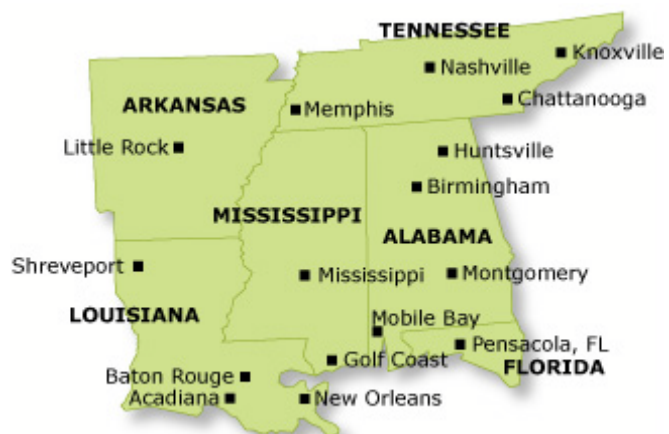 TENNESSEE
Knoxville
Nashville
ARKANSAS
Memphis
Chattanooga
Little Rock
Huntsville
Birmingham
MISSISSIPPI
ALABAMA
Shreveport
Mississippi
Montgomery
LOUISIANA
Mobile Bay
Pensacola, FL
Golf Coast
FLORIDA
Baton Rouge
Acadiana
New Orleans